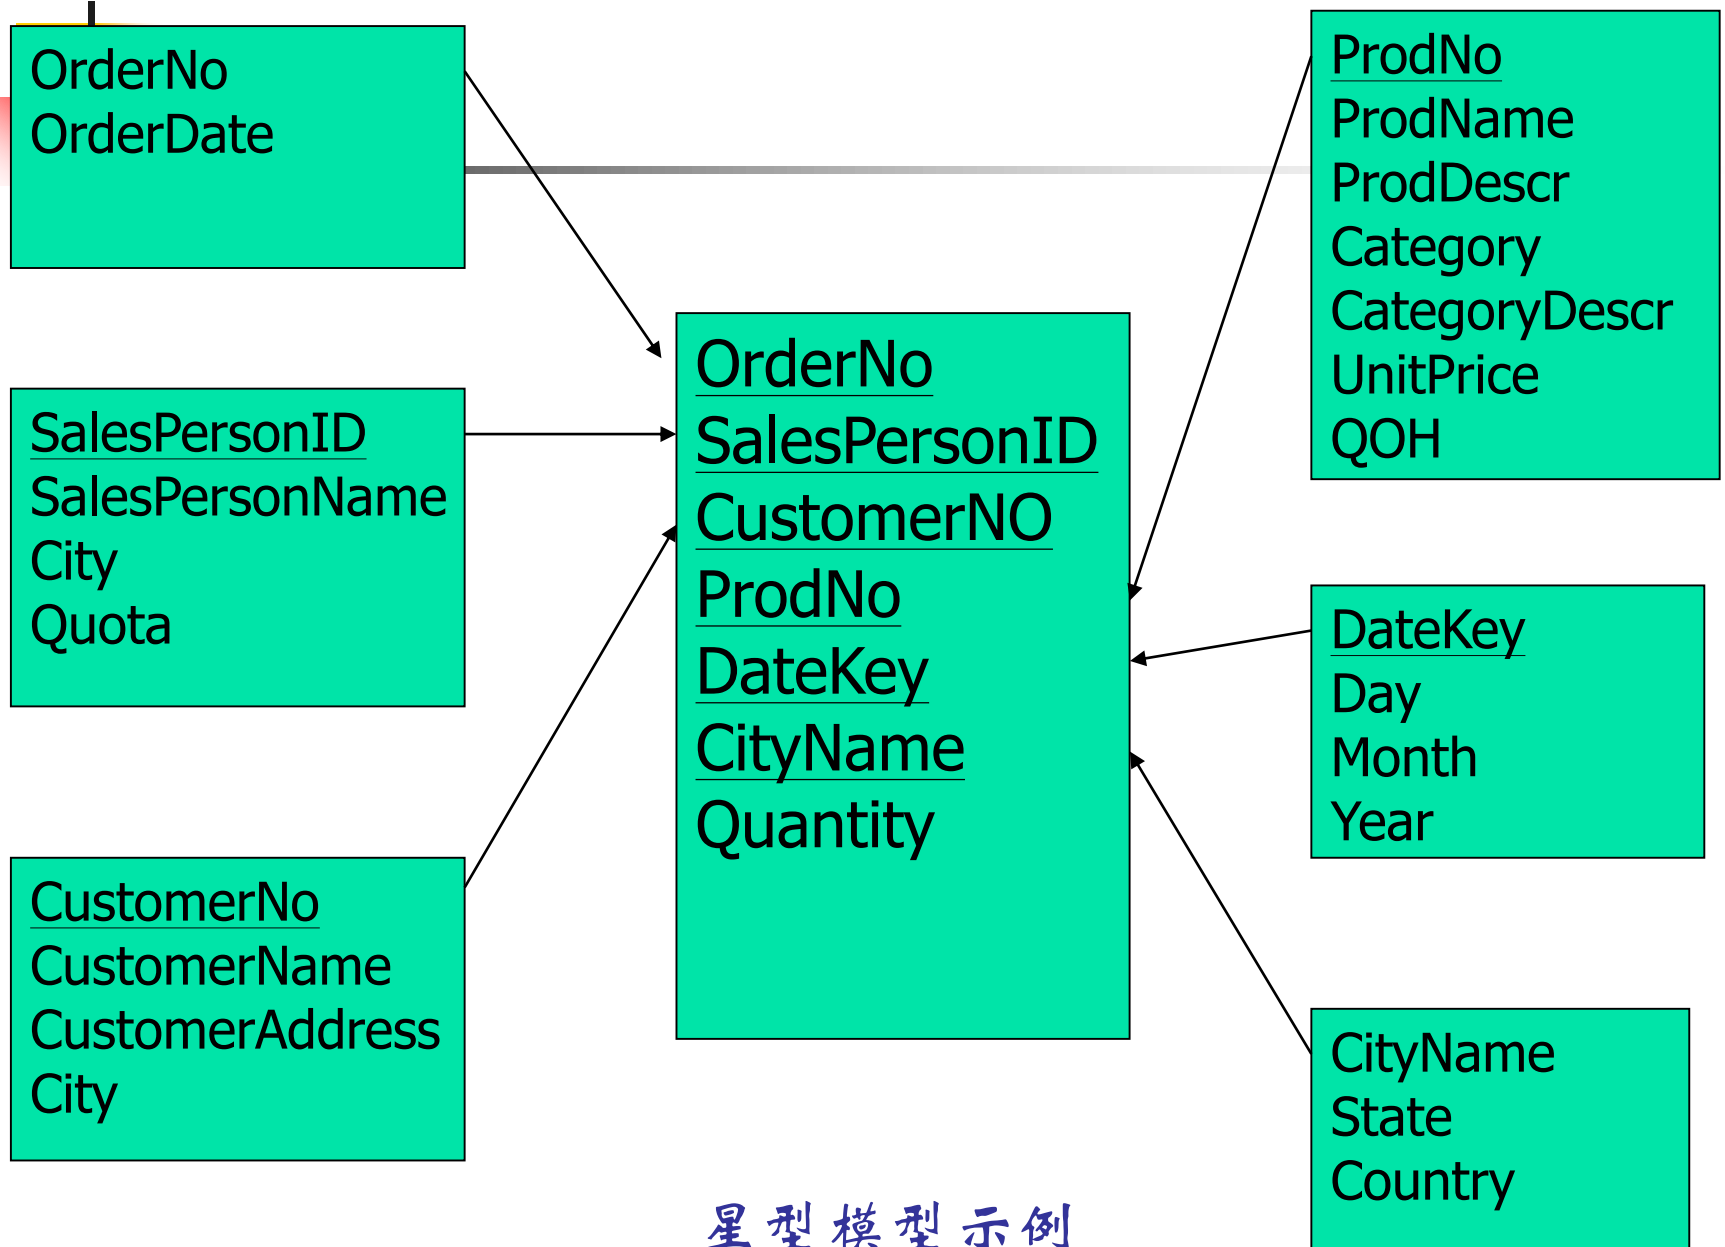 OrderNo
OrderDate
SalesPersonID
SalesPersonName
City
Quota
CustomerNo
CustomerName
CustomerAddress
City
OrderNo
SalesPersonID
CustomerNO
ProdNo
DateKey
CityName
Quantity
ProdNo
ProdName
ProdDescr
Category
CategoryDescr
UnitPrice
QOH
DateKey
Day
Month
Year
CityName
State
Country
星型模型示例